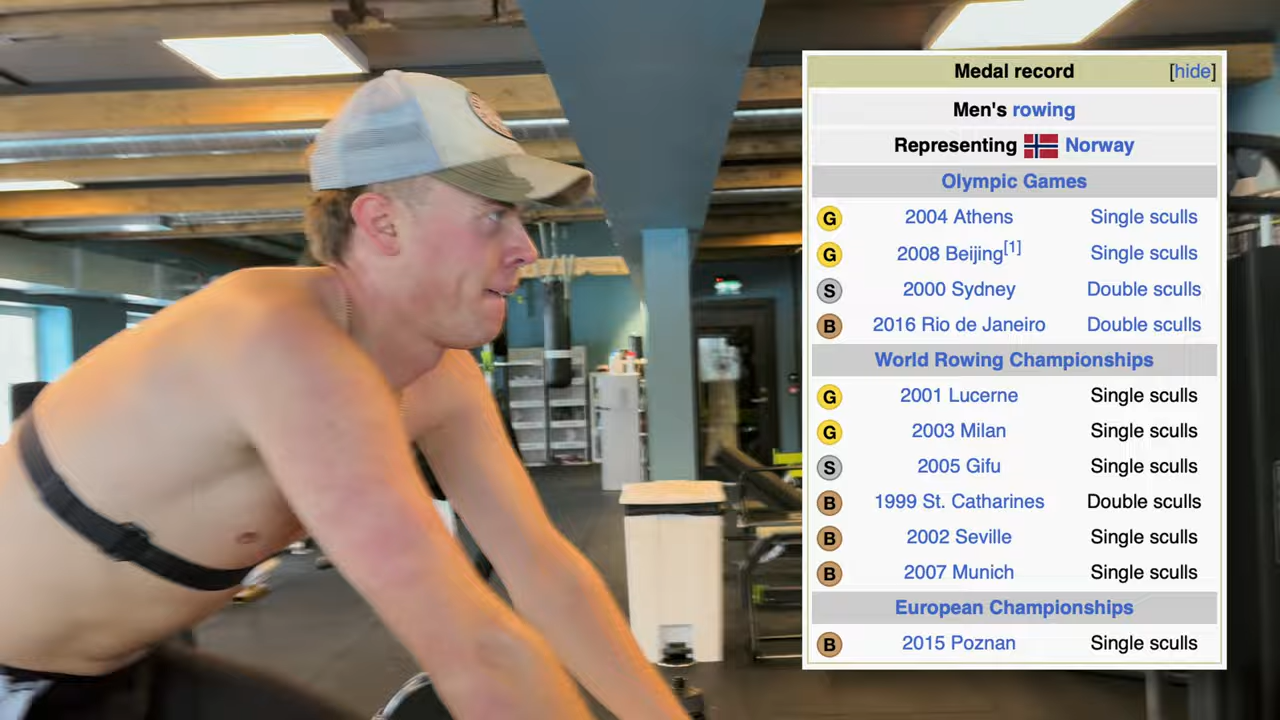 Medal record [hide]
Men's rowing
Representing Norway
Olympic Games
G 2004 Athens Single sculls
G 2008 Beijing[1] Single sculls
S 2000 Sydney Double sculls
B 2016 Rio de Janeiro Double sculls
World Rowing Championships
G 2001 Lucerne Single sculls
G 2003 Milan Single sculls
S 2005 Gifu Single sculls
B 1999 St. Catharines Double sculls
B 2002 Seville Single sculls
B 2007 Munich Single sculls
European Championships
B 2015 Poznan Single sculls